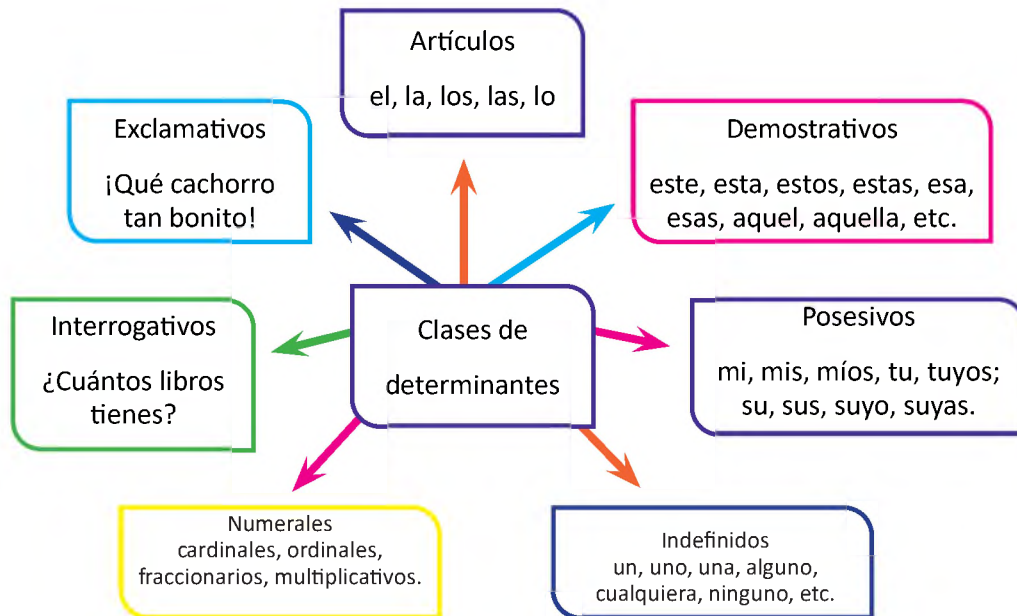 Artículos
el, la, los, las, lo
Exclamativos
¡Qué cachorro
tan bonito!
Demostrativos
este, esta, estos, estas, esa,
esas, aquel, aquella, etc.
Interrogativos
¿Cuántos libros
tienes?
Clases de
determinantes
Posesivos
mi, mis, míos, tu, tuyos;
su, sus, suyo, suyas.
Numerales
cardinales, ordinales,
fraccionarios, multiplicativos.
Indefinidos
un, uno, una, alguno,
cualquiera, ninguno, etc.